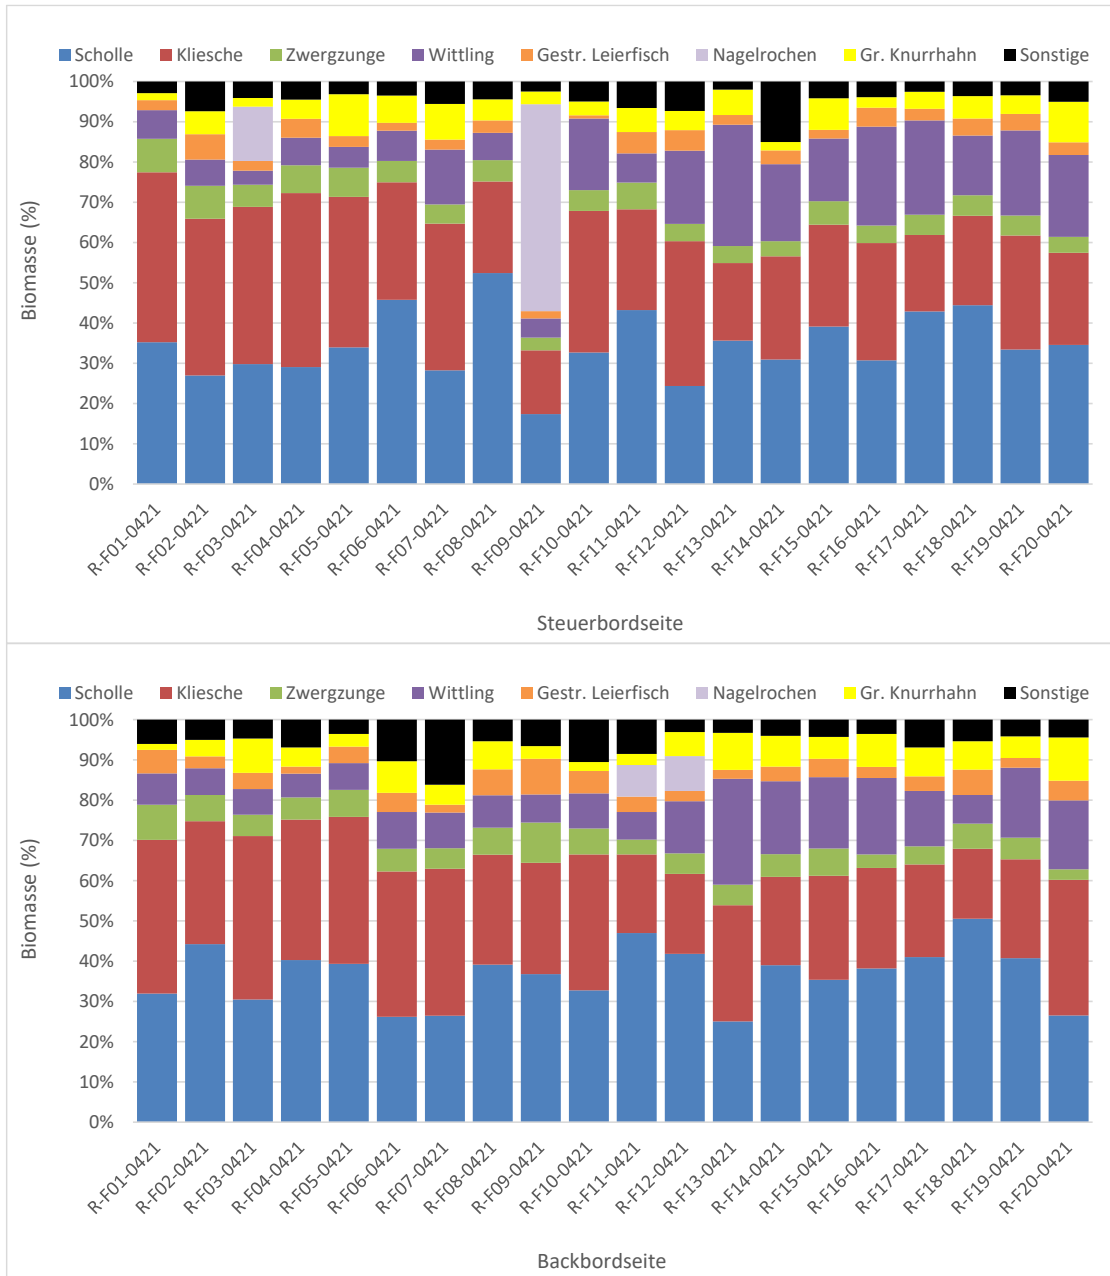 Scholle Kliesche Zwergzunge Wittling Gestr. Leierfisch Nagelrochen Gr. Knurrhahn Sonstige
100%
90%
80%
70%
60%
50%
40%
30%
20%
10%
0%
Biomasse (%)
R-F01-0421
R-F02-0421
R-F03-0421
R-F04-0421
R-F05-0421
R-F06-0421
R-F07-0421
R-F08-0421
R-F09-0421
R-F10-0421
R-F11-0421
R-F12-0421
R-F13-0421
R-F14-0421
R-F15-0421
R-F16-0421
R-F17-0421
R-F18-0421
R-F19-0421
R-F20-0421
Steuerbordseite
Scholle Kliesche Zwergzunge Wittling Gestr. Leierfisch Nagelrochen Gr. Knurrhahn Sonstige
100%
90%
80%
70%
60%
50%
40%
30%
20%
10%
0%
Biomasse (%)
R-F01-0421
R-F02-0421
R-F03-0421
R-F04-0421
R-F05-0421
R-F06-0421
R-F07-0421
R-F08-0421
R-F09-0421
R-F10-0421
R-F11-0421
R-F12-0421
R-F13-0421
R-F14-0421
R-F15-0421
R-F16-0421
R-F17-0421
R-F18-0421
R-F19-0421
R-F20-0421
Backbordseite